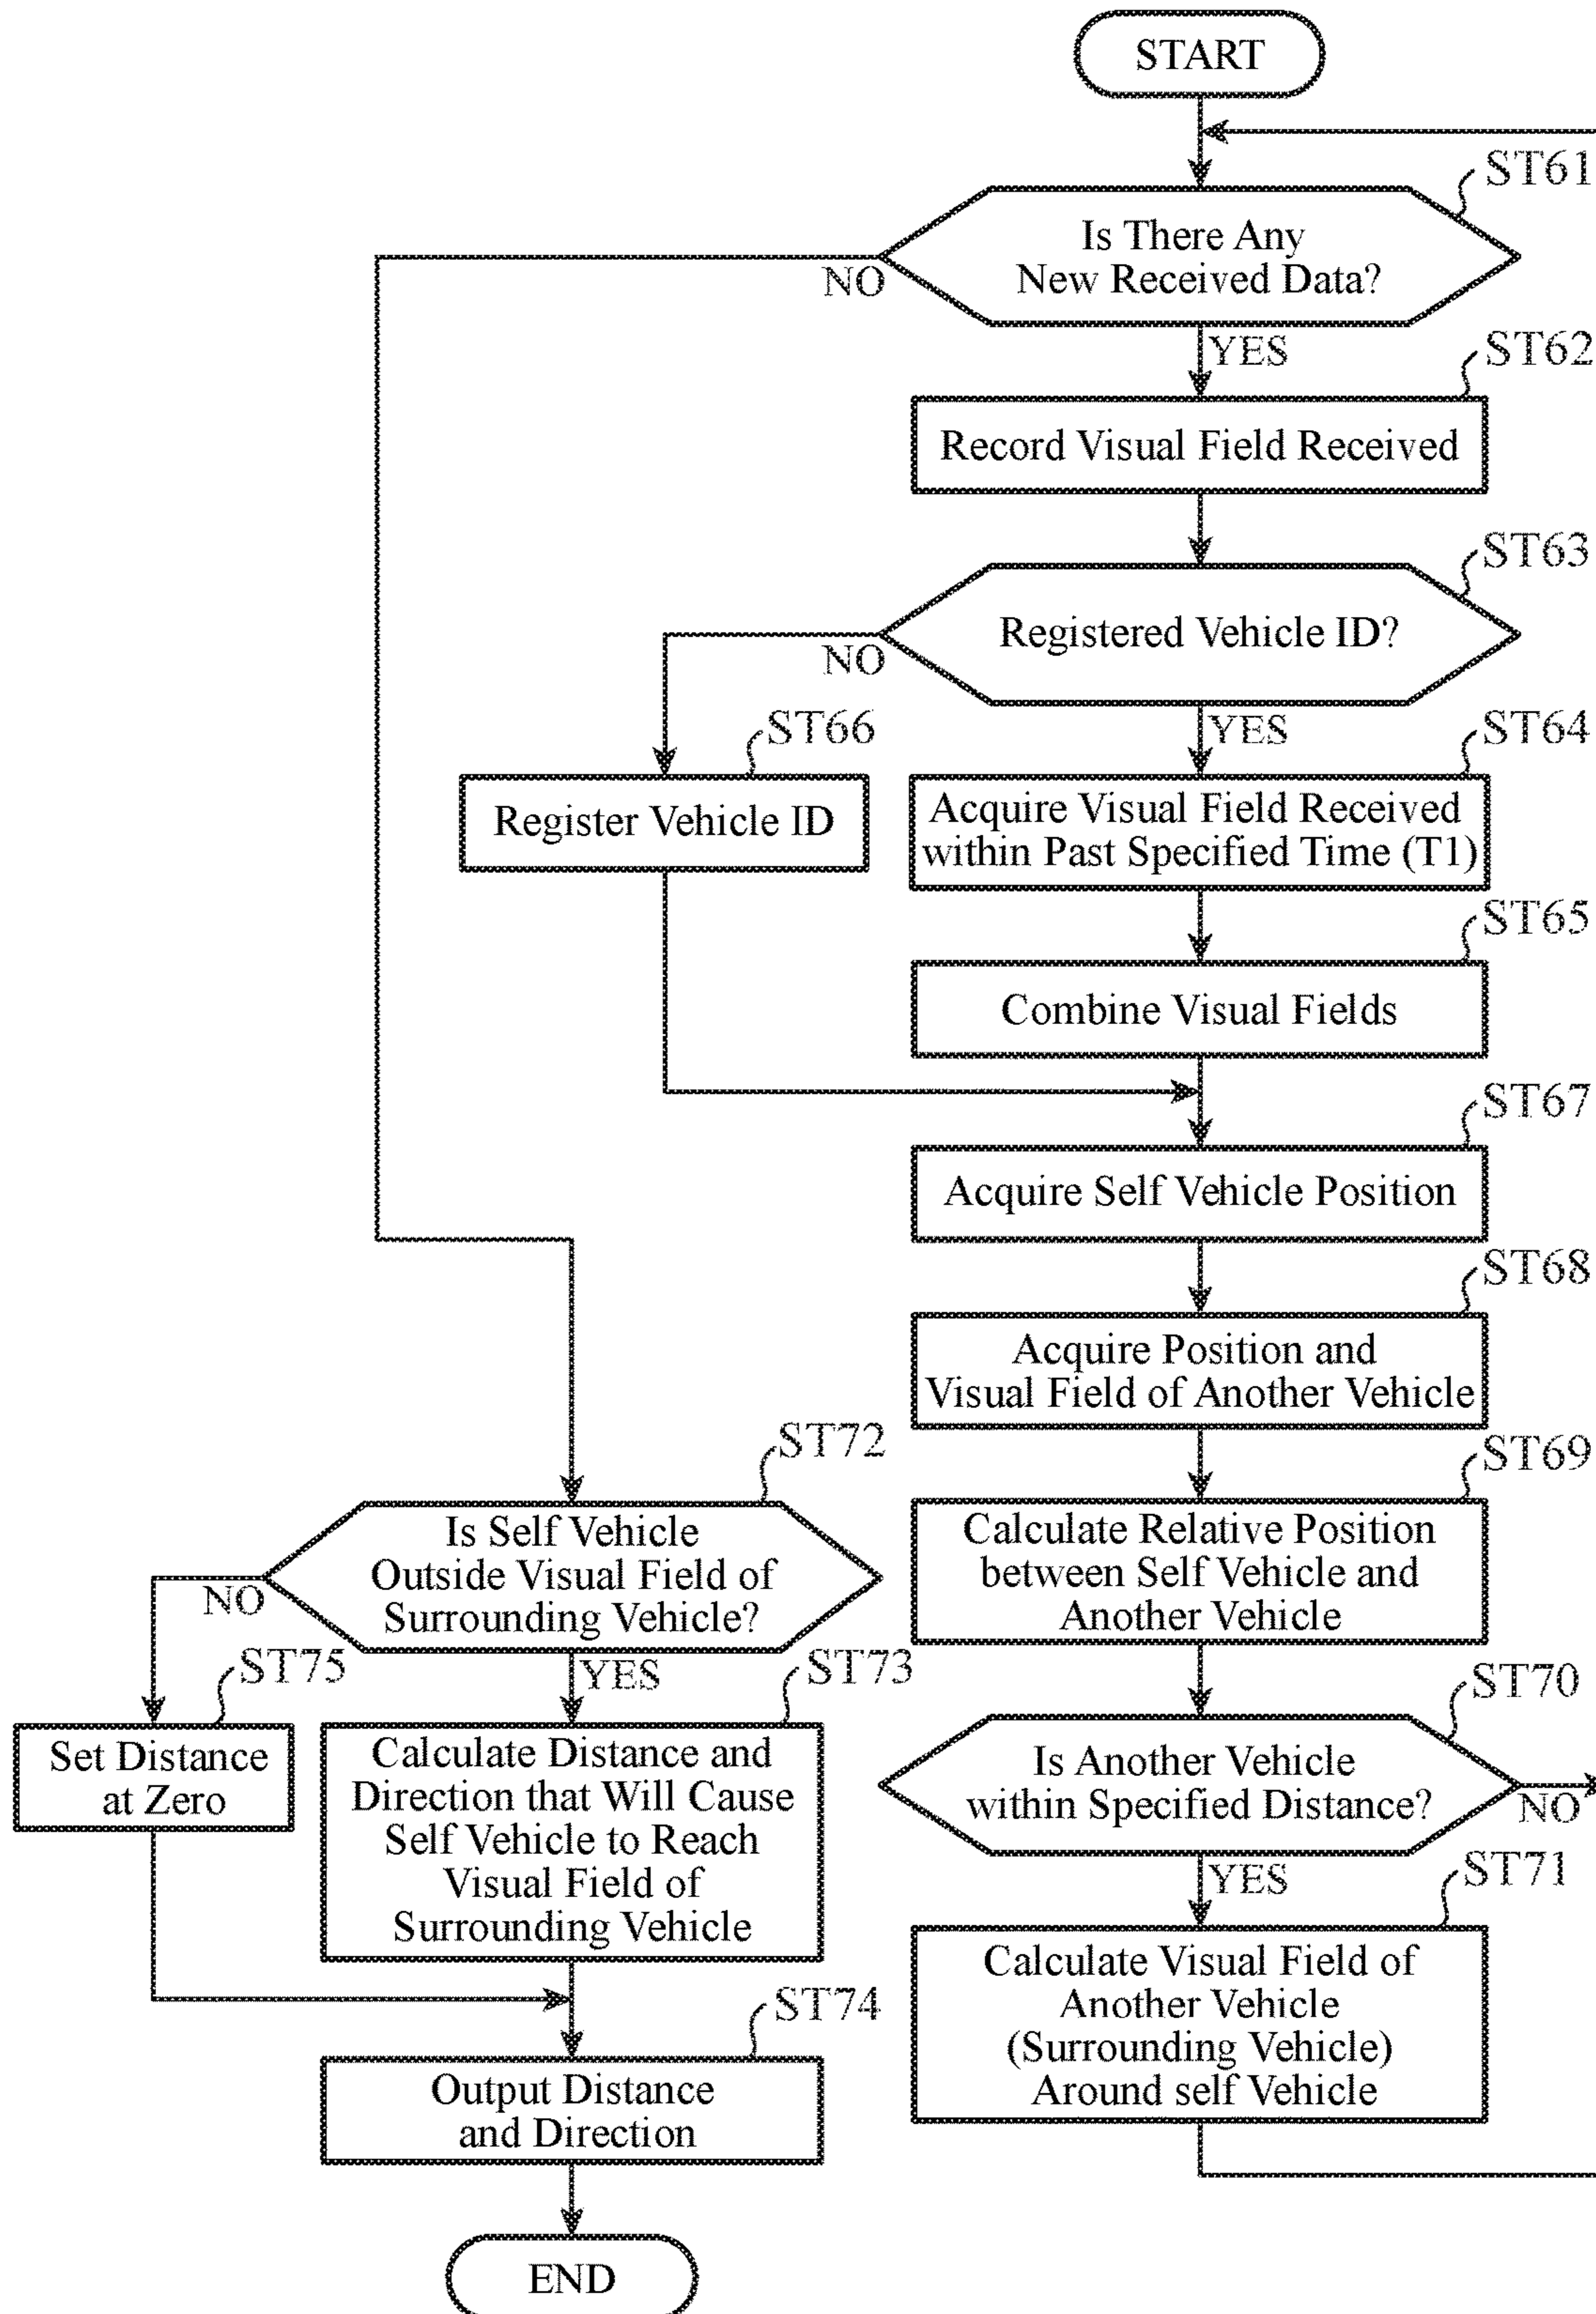 START
ST61
Is There Any
New Received Data?
NO
YES
ST62
Record Visual Field Received
ST63
Registered Vehicle ID?
NO
YES
ST66
Register Vehicle ID
ST64
Acquire Visual Field Received
within Past Specified Time (T1)
ST65
Combine Visual Fields
ST67
Acquire Self Vehicle Position
ST68
Acquire Position and
Visual Field of Another Vehicle
ST69
Calculate Relative Position
between Self Vehicle and
Another Vehicle
ST70
Is Another Vehicle
within Specified Distance?
NO
YES
ST71
Calculate Visual Field of
Another Vehicle
(Surrounding Vehicle)
Around self Vehicle
ST72
Is Self Vehicle
Outside Visual Field of
Surrounding Vehicle?
NO
YES
ST75
Set Distance
at Zero
ST73
Calculate Distance and
Direction that Will Cause
Self Vehicle to Reach
Visual Field of
Surrounding Vehicle
ST74
Output Distance
and Direction
END